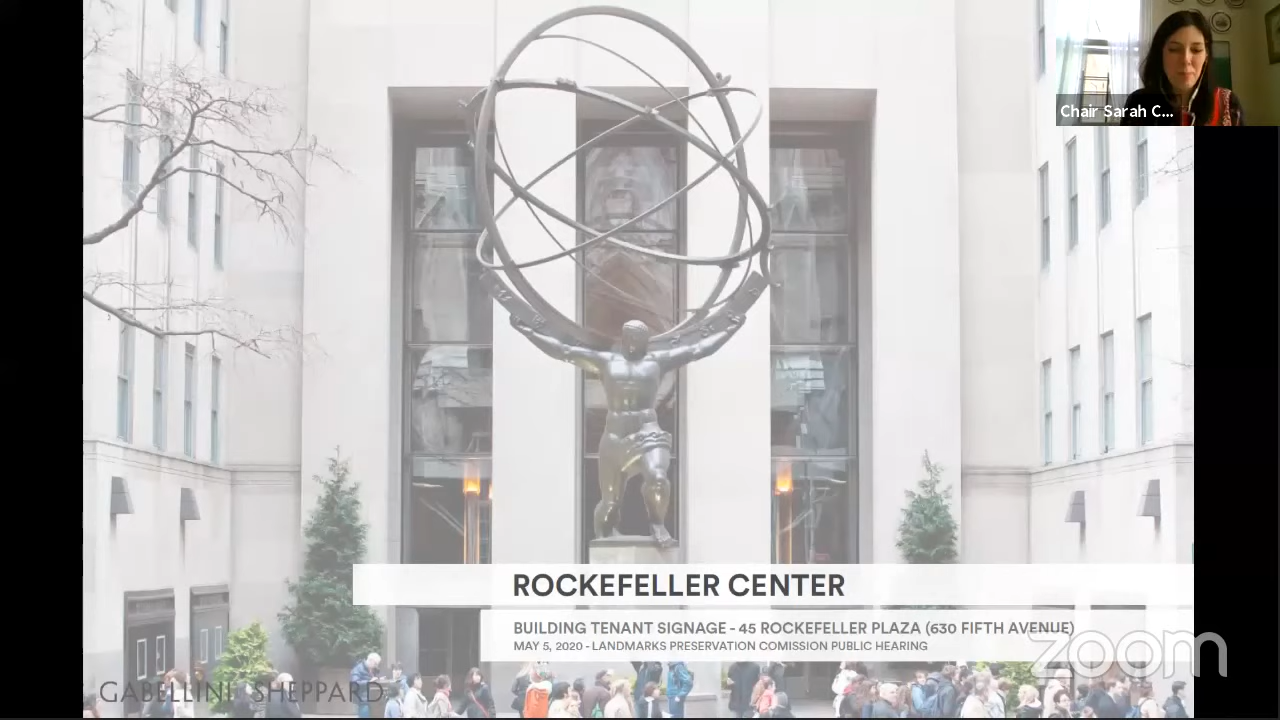 Chair Sarah C...
ROCKEFELLER CENTER
BUILDING TENANT SIGNAGE - 45 ROCKEFELLER PLAZA (630 FIFTH AVENUE)
MAY 5, 2020 - LANDMARKS PRESERVATION COMISSION PUBLIC HEARING
zoom
GABELLINI SHEPPARD